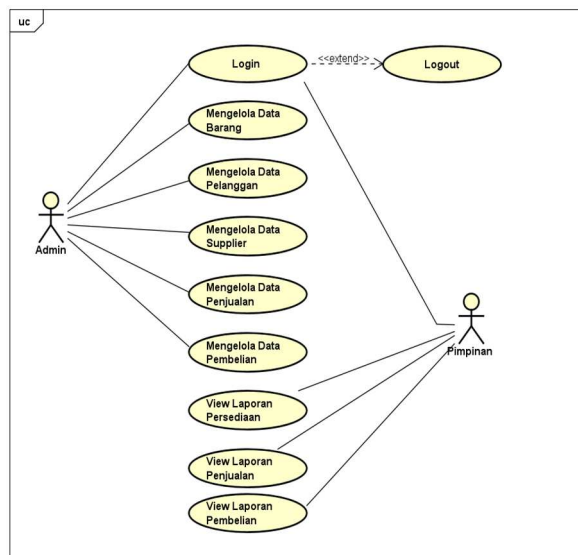 uc
Login
<<extend>>
Logout
Mengelola Data
Barang
Mengelola Data
Pelanggan
Mengelola Data
Supplier
Admin
Mengelola Data
Penjualan
Mengelola Data
Pembelian
Pimpinan
View Laporan
Persediaan
View Laporan
Penjualan
View Laporan
Pembelian